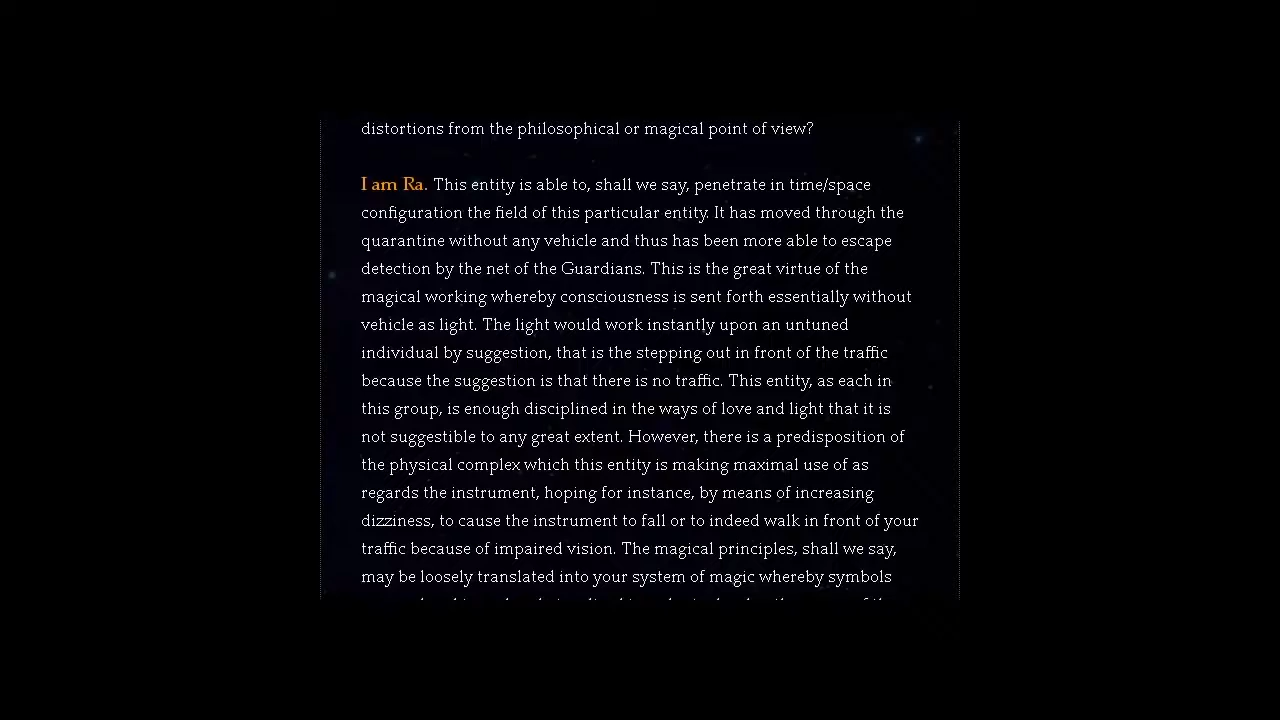 distortions from the philosophical or magical point of view?
I am Ra. This entity is able to, shall we say, penetrate in time/space
configuration the field of this particular entity. It has moved through the
quarantine without any vehicle and thus has been more able to escape
detection by the net of the Guardians. This is the great virtue of the
magical working whereby consciousness is sent forth essentially without
vehicle as light. The light would work instantly upon an untuned
individual by suggestion, that is the stepping out in front of the traffic
because the suggestion is that there is no traffic. This entity, as each in
this group, is enough disciplined in the ways of love and light that it is
not suggestible to any great extent. However, there is a predisposition of
the physical complex which this entity is making maximal use of as
regards the instrument, hoping for instance, by means of increasing
dizziness, to cause the instrument to fall or to indeed walk in front of your
traffic because of impaired vision. The magical principles, shall we say,
may be loosely translated into your system of magic whereby symbols